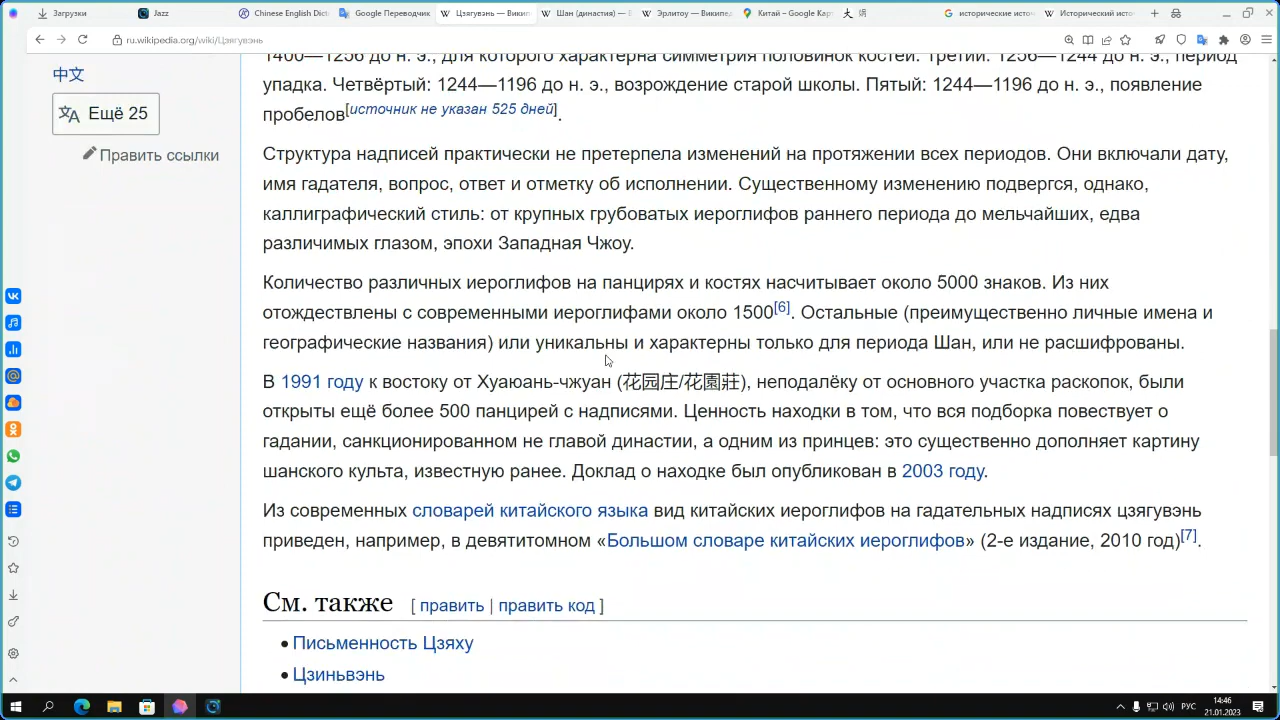 Загрузки
Jazz
Chinese English Dict
Google Переводчик
Цзягувэнь — Викип
Шан (династия) — В
Эрлитоу — Википед
Китай – Google Кар
исторические источ
Исторический источ
ru.wikipedia.org/wiki/Цзягувэнь
中文
Ещё 25
Править ссылки
1400—1256 до н. э., для которого характерна симметрия половинок костей. Третий: 1256—1244 до н. э., период
упадка. Четвёртый: 1244—1196 до н. э., возрождение старой школы. Пятый: 1244—1196 до н. э., появление
пробелов[источник не указан 525 дней].
Структура надписей практически не претерпела изменений на протяжении всех периодов. Они включали дату,
имя гадателя, вопрос, ответ и отметку об исполнении. Существенному изменению подвергся, однако,
каллиграфический стиль: от крупных грубоватых иероглифов раннего периода до мельчайших, едва
различимых глазом, эпохи Западная Чжоу.
Количество различных иероглифов на панцирях и костях насчитывает около 5000 знаков. Из них
отождествлены с современными иероглифами около 1500[6]. Остальные (преимущественно личные имена и
географические названия) или уникальны и характерны только для периода Шан, или не расшифрованы.
В 1991 году к востоку от Хуаюань-чжуан (花园庄/花園莊), неподалёку от основного участка раскопок, были
открыты ещё более 500 панцирей с надписями. Ценность находки в том, что вся подборка повествует о
гадании, санкционированном не главой династии, а одним из принцев: это существенно дополняет картину
шанского культа, известную ранее. Доклад о находке был опубликован в 2003 году.
Из современных словарей китайского языка вид китайских иероглифов на гадательных надписях цзягувэнь
приведен, например, в девятитомном «Большом словаре китайских иероглифов» (2-е издание, 2010 год)[7].
См. также [ править | править код ]
Письменность Цзяху
Цзиньвэнь
РУС
14:46
21.01.2023